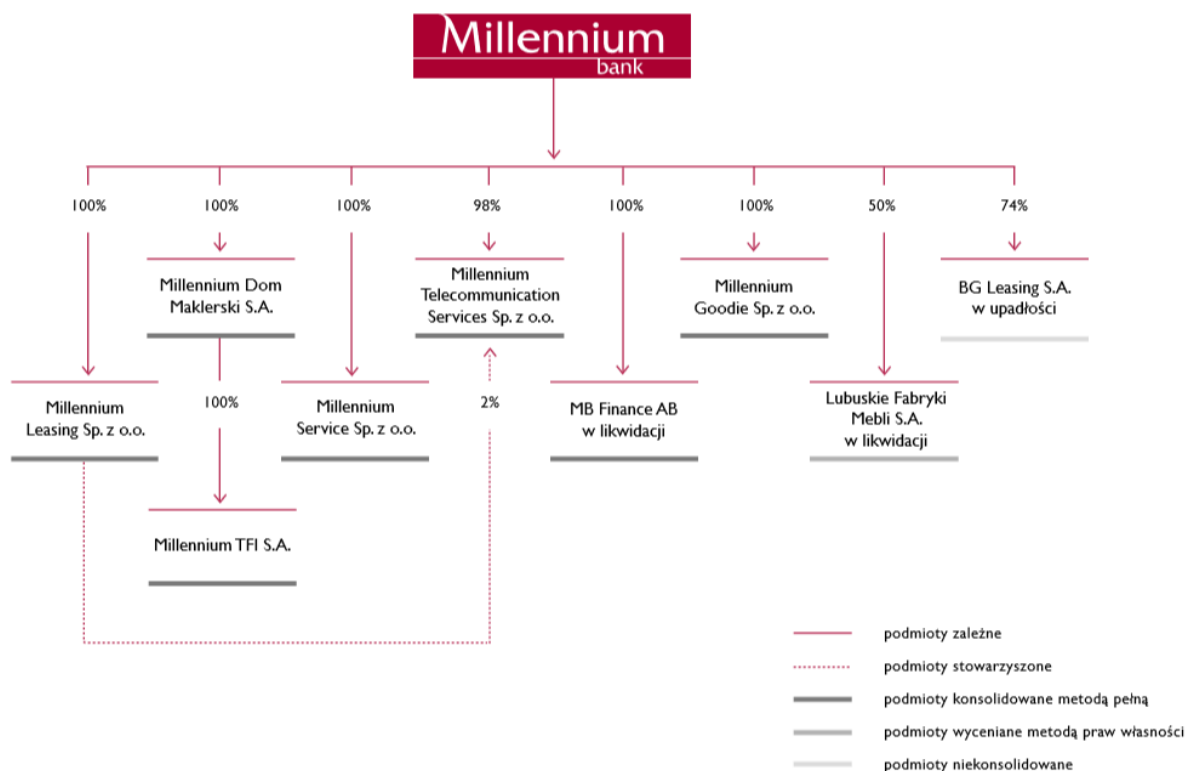 Millennium
bank
100%
100%
100%
98%
100%
100%
50%
74%
Millennium Dom
Maklerski S.A.
Millennium
Telecommunication
Services Sp. z o.o.
Millennium
Goodie Sp. z o.o.
BG Leasing S.A.
w upadłości
Millennium
Leasing Sp. z o.o.
100%
Millennium
Service Sp. z o.o.
2%
MB Finance AB
w likwidacji
Lubuskie Fabryki
Mebli S.A.
w likwidacji
Millennium TFI S.A.
podmioty zależne
podmioty stowarzyszone
podmioty konsolidowane metodą pełną
podmioty wyceniane metodą praw własności
podmioty niekonsolidowane